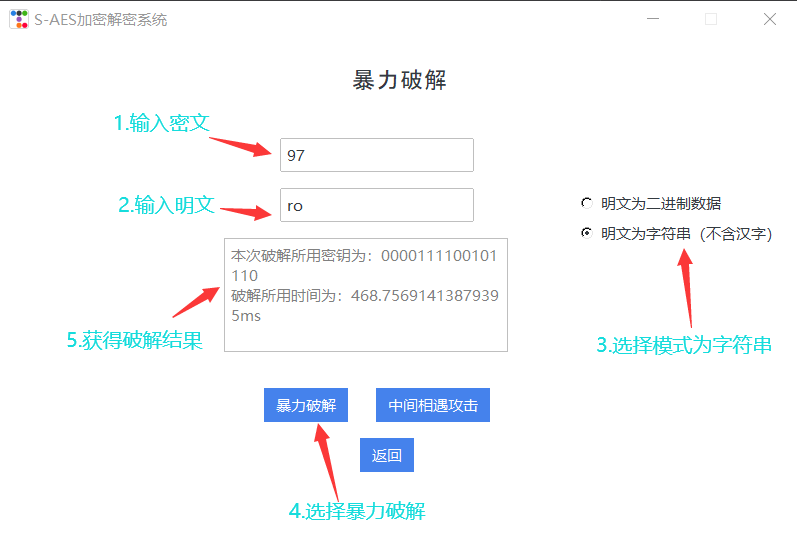 S-AES加密解密系统
暴力破解
1.输入密文
97
2.输入明文
ro
明文为二进制数据
明文为字符串（不含汉字）
本次破解所用密钥为：0000111100101
110
破解所用时间为：468.7569141387939
5ms
5.获得破解结果
3.选择模式为字符串
暴力破解
中间相遇攻击
返回
4.选择暴力破解